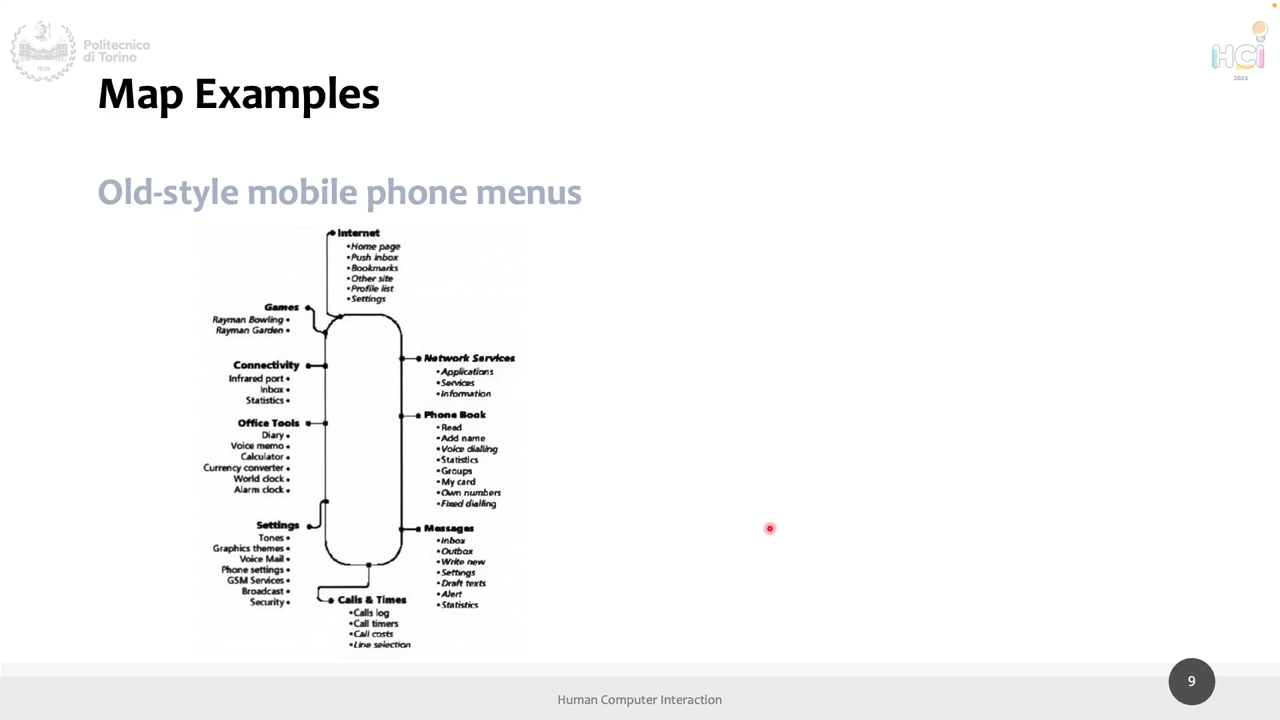 Politecnico
di Torino
1859
HCI
2023
Map Examples
Old-style mobile phone menus
Internet
•Home page
•Push inbox
•Bookmarks
•Other site
•Profile list
•Settings
Games
Rayman Bowling •
Rayman Garden •
Connectivity
Infrared port •
Inbox •
Statistics •
Office Tools
Diary •
Voice memo •
Calculator •
Currency converter •
World clock •
Alarm clock •
Settings
Tones •
Graphics themes •
Voice Mail •
Phone settings •
GSM Services •
Broadcast •
Security •
Network Services
•Applications
•Services
•Information
Phone Book
•Read
•Add name
•Voice dialling
•Statistics
•Groups
•My card
•Own numbers
•Fixed dialling
Messages
•Inbox
•Outbox
•Write new
•Settings
•Draft texts
•Alert
•Statistics
Calls & Times
•Calls log
•Call timers
•Call costs
•Line selection
Human Computer Interaction
9